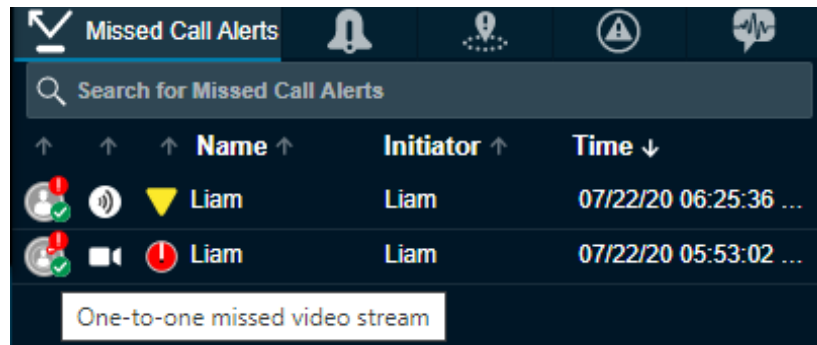 Missed Call Alerts
Search for Missed Call Alerts
Name Initiator Time
Liam Liam 07/22/20 06:25:36 ...
Liam Liam 07/22/20 05:53:02 ...
One-to-one missed video stream